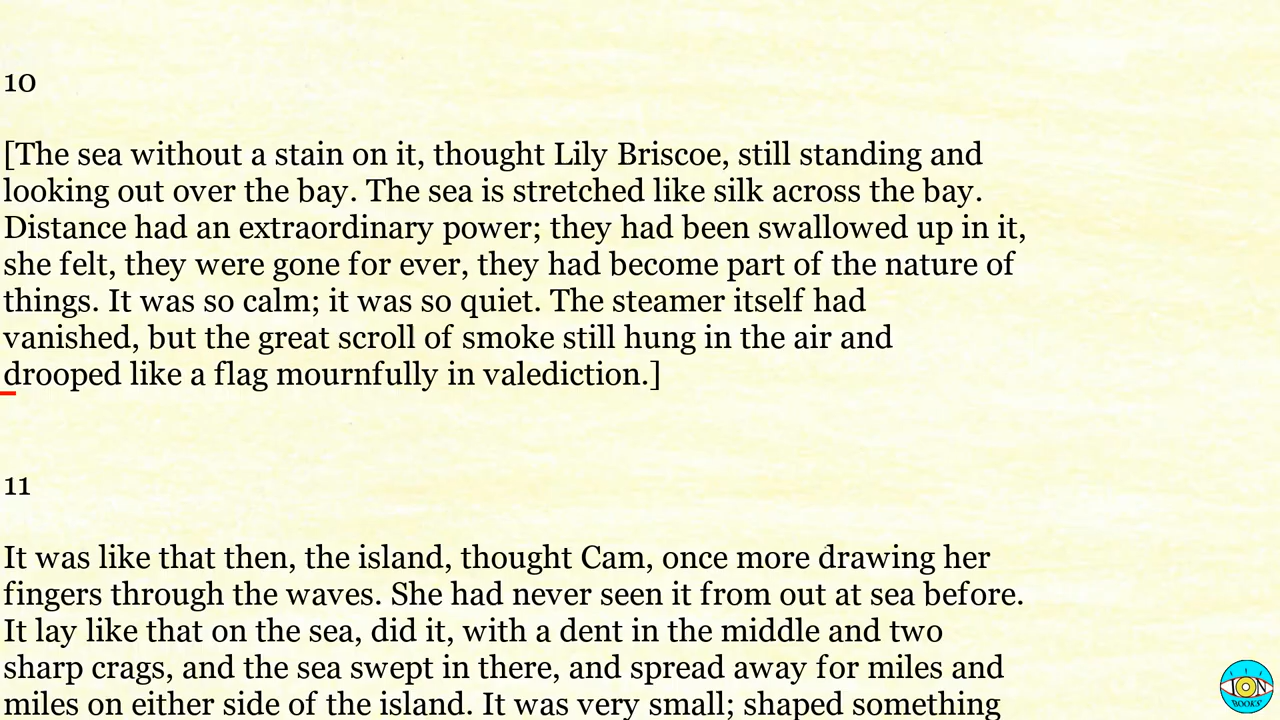 10
[The sea without a stain on it, thought Lily Briscoe, still standing and
looking out over the bay. The sea is stretched like silk across the bay.
Distance had an extraordinary power; they had been swallowed up in it,
she felt, they were gone for ever, they had become part of the nature of
things. It was so calm; it was so quiet. The steamer itself had
vanished, but the great scroll of smoke still hung in the air and
drooped like a flag mournfully in valediction.]
11
It was like that then, the island, thought Cam, once more drawing her
fingers through the waves. She had never seen it from out at sea before.
It lay like that on the sea, did it, with a dent in the middle and two
sharp crags, and the sea swept in there, and spread away for miles and
miles on either side of the island. It was very small; shaped something
ION
BOOKS